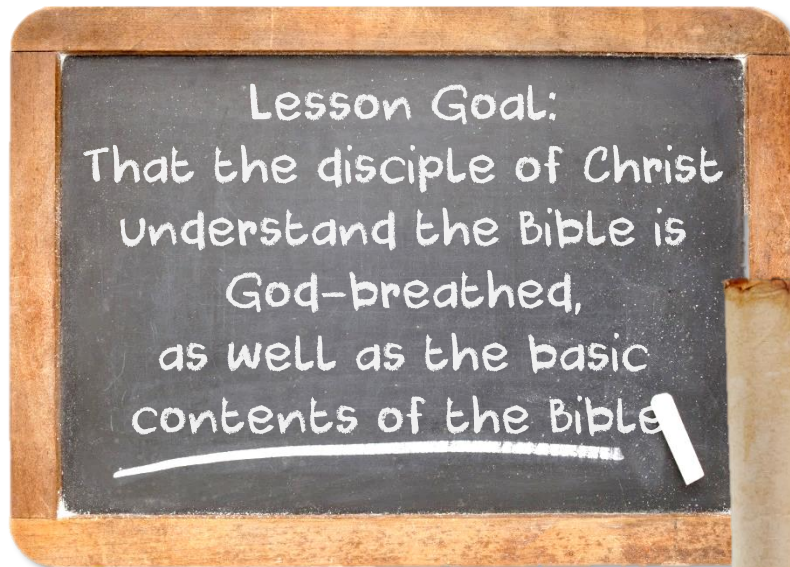 Lesson Goal:
That the disciple of Christ
understand the Bible is
God-breathed,
as well as the basic
contents of the Bible